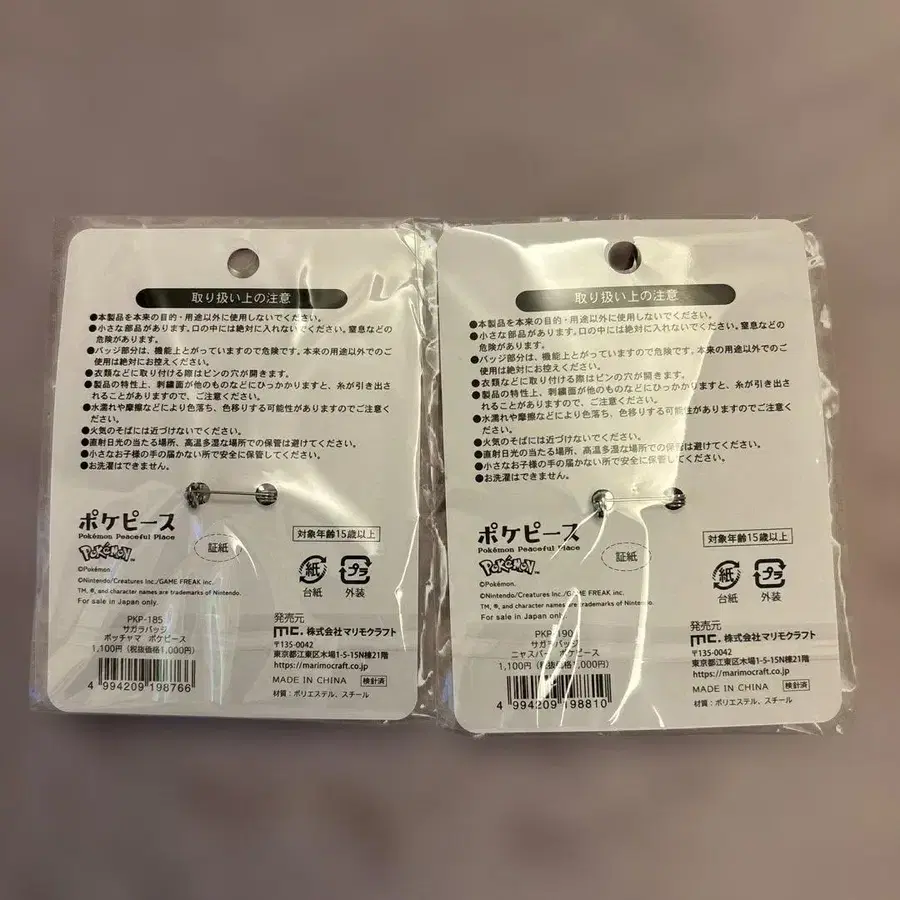 取り扱い上の注意
●本製品を本来の目的・用途以外に使用しないでください。
●小さな部品があります。口の中には絶対に入れないでください。窒息などの
危険があります。
●バッジ部分は、機能上とがっていますので危険です。本来の用途以外でのご
使用は絶対にお控えください。
●衣類などに取り付ける際はピンの穴が開きます。
●製品の特性上、刺繍面が他のものなどにひっかかりますと、糸が引き出さ
れることがありますので、ご注意ください。
●水濡れや摩擦などにより色落ち、色移りする可能性がありますのでご注意く
ださい。
●火気のそばには近づけないでください。
●直射日光の当たる場所、高温多湿な場所での保管は避けてください。
●小さなお子様の手の届かない所で安全に保管してください。
●お洗濯はできません。
ポケピース
Pokémon Peaceful Place
POKÉMON™
証紙
対象年齢15歳以上
紙
台紙
プラ
外装
©Pokémon.
©Nintendo/Creatures Inc./GAME FREAK inc.
TM, ®, and character names are trademarks of Nintendo.
For sale in Japan only.
PKP-185
サガラバッジ
ポッチャマ ポケピース
1,100円(税抜価格1,000円)
4 994209 198766
発売元
mc. 株式会社マリモクラフト
〒135-0042
東京都江東区木場1-5-15N棟21階
https://marimocraft.co.jp
MADE IN CHINA 検針済
材質：ポリエステル、スチール
取り扱い上の注意
●本製品を本来の目的・用途以外に使用しないでください。
●小さな部品があります。口の中には絶対に入れないでください。窒息などの
危険があります。
●バッジ部分は、機能上とがっていますので危険です。本来の用途以外でのご
使用は絶対にお控えください。
●衣類などに取り付ける際はピンの穴が開きます。
●製品の特性上、刺繍面が他のものなどにひっかかりますと、糸が引き出さ
れることがありますので、ご注意ください。
●水濡れや摩擦などにより色落ち、色移りする可能性がありますのでご注意く
ださい。
●火気のそばには近づけないでください。
●直射日光の当たる場所、高温多湿な場所での保管は避けてください。
●小さなお子様の手の届かない所で安全に保管してください。
●お洗濯はできません。
ポケピース
Pokémon Peaceful Place
POKÉMON™
証紙
対象年齢15歳以上
紙
台紙
プラ
外装
©Pokémon.
©Nintendo/Creatures Inc./GAME FREAK inc.
TM, ®, and character names are trademarks of Nintendo.
For sale in Japan only.
PKP-190
サガラバッジ
ニャスパー ポケピース
1,100円(税抜価格1,000円)
4 994209 198810
発売元
mc. 株式会社マリモクラフト
〒135-0042
東京都江東区木場1-5-15N棟21階
https://marimocraft.co.jp
MADE IN CHINA 検針済
材質：ポリエステル、スチール